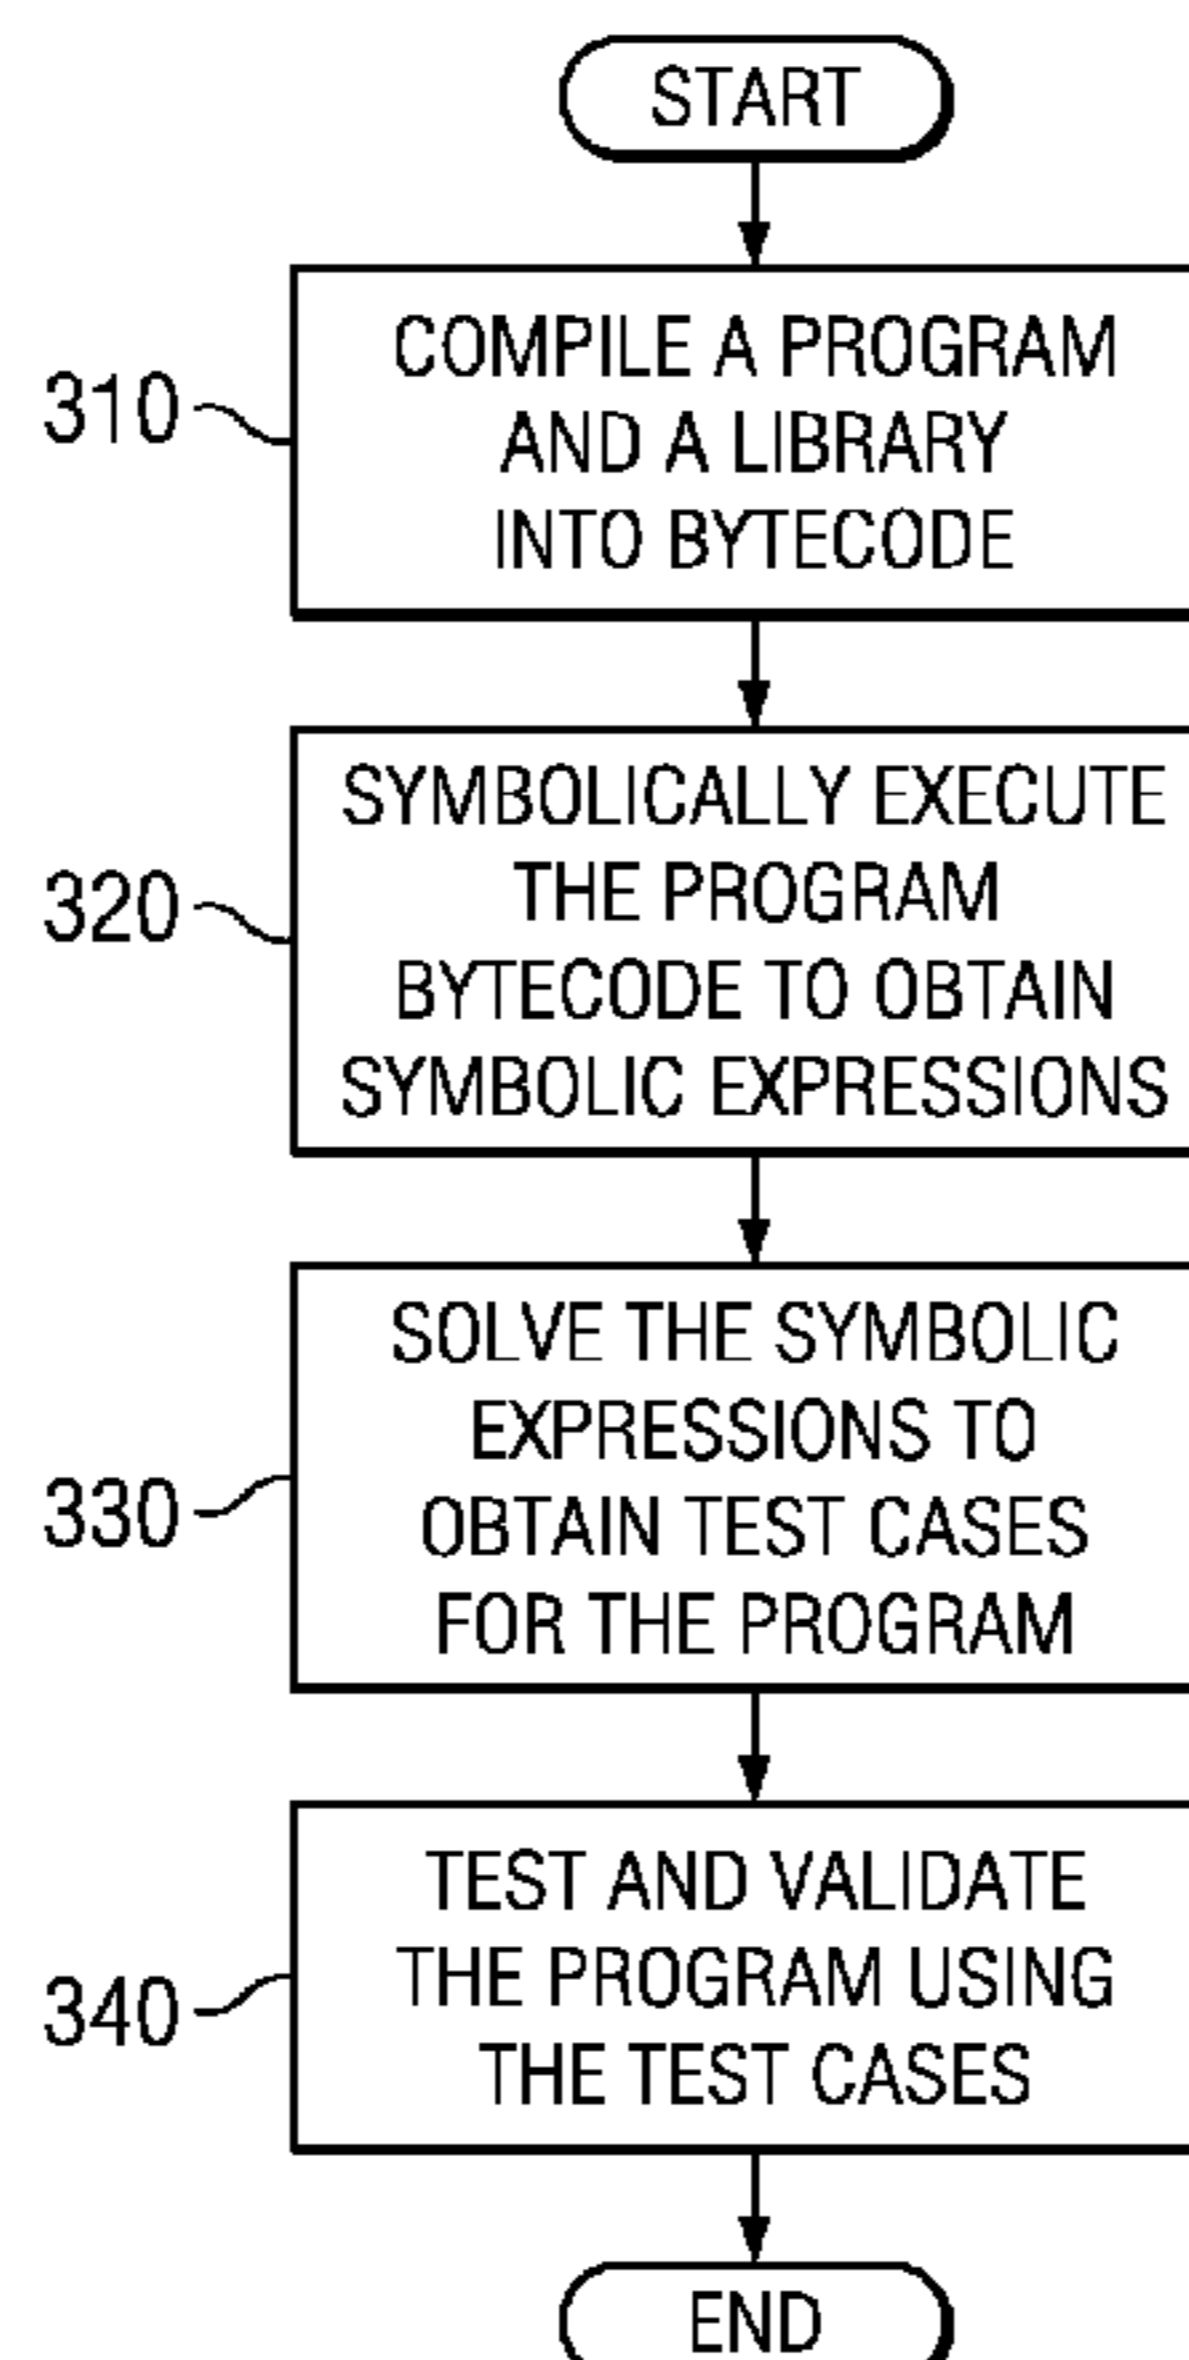 START
310
COMPILE A PROGRAM
AND A LIBRARY
INTO BYTECODE
320
SYMBOLICALLY EXECUTE
THE PROGRAM
BYTECODE TO OBTAIN
SYMBOLIC EXPRESSIONS
330
SOLVE THE SYMBOLIC
EXPRESSIONS TO
OBTAIN TEST CASES
FOR THE PROGRAM
340
TEST AND VALIDATE
THE PROGRAM USING
THE TEST CASES
END